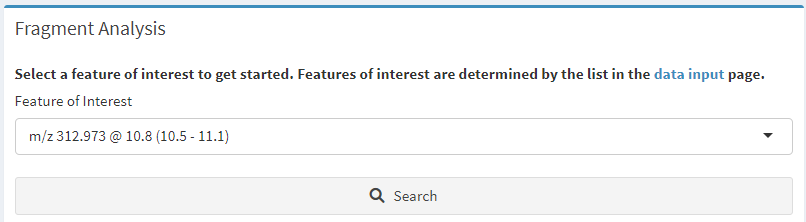 Fragment Analysis
Select a feature of interest to get started. Features of interest are determined by the list in the data input page.
Feature of Interest
m/z 312.973 @ 10.8 (10.5 - 11.1)
Search